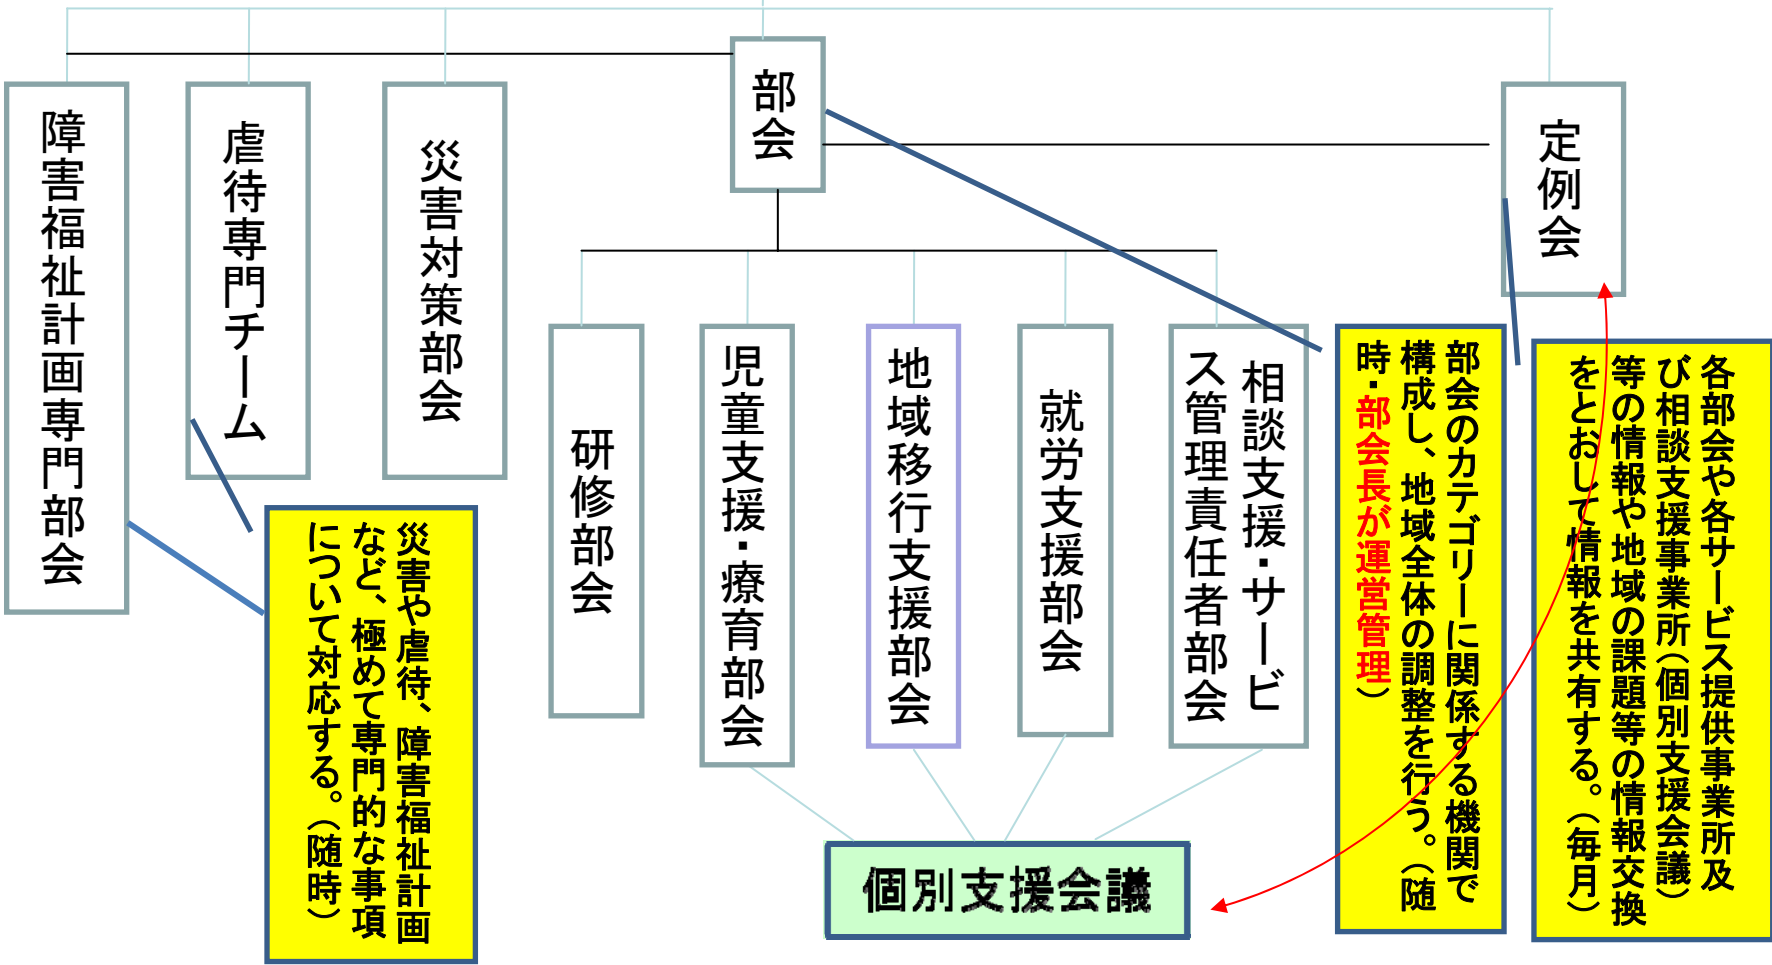 障害福祉計画専門部会
虐待専門チーム
災害対策部会
部会
定例会
研修部会
児童支援・療育部会
地域移行支援部会
就労支援部会
相談支援・サービ
ス管理責任者部会
災害や虐待、障害福祉計画
など、極めて専門的な事項
について対応する。（随時）
部会のカテゴリーに関係する機関で
構成し、地域全体の調整を行う。（随
時・部会長が運営管理）
各部会や各サービス提供事業所及
び相談支援事業所（個別支援会議）
等の情報や地域の課題等の情報交換
をとおして情報を共有する。（毎月）
個別支援会議